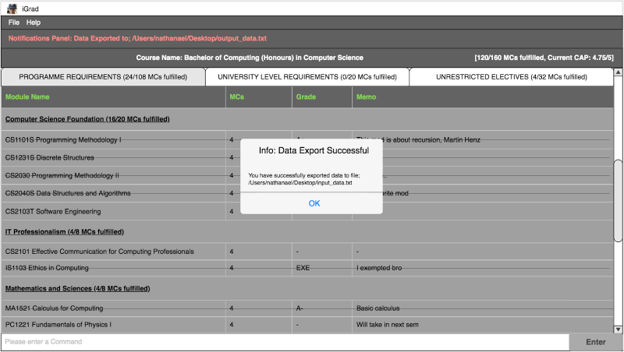 iGrad
File Help
Notifications Panel: Data Exported to; /Users/nathanael/Desktop/output_data.txt
Course Name: Bachelor of Computing (Honours) in Computer Science [120/160 MCs fulfilled, Current CAP: 4.75/5]
PROGRAMME REQUIREMENTS (24/108 MCs fulfilled) UNIVERSITY LEVEL REQUIREMENTS (0/20 MCs fulfilled) UNRESTRICTED ELECTIVES (4/32 MCs fulfilled)
Module Name MCs Grade Memo
Computer Science Foundation (16/20 MCs fulfilled)
CS1101S Programming Methodology I 4 mod is about recursion, Martin Henz
CS1231S Discrete Structures 4
CS2030 Programming Methodology II 4
CS2040S Data Structures and Algorithms 4 mod
CS2103T Software Engineering 4
Info: Data Export Successful
You have successfully exported data to file;
/Users/nathanael/Desktop/input_data.txt
OK
IT Professionalism (4/8 MCs fulfilled)
CS2101 Effective Communication for Computing Professionals 4 - -
IS1103 Ethics in Computing 4 EXE I exempted bro
Mathematics and Sciences (4/8 MCs fulfilled)
MA1521 Calculus for Computing 4 A- Basic calculus
PC1221 Fundamentals of Physics I 4 - Will take in next sem
Please enter a Command Enter